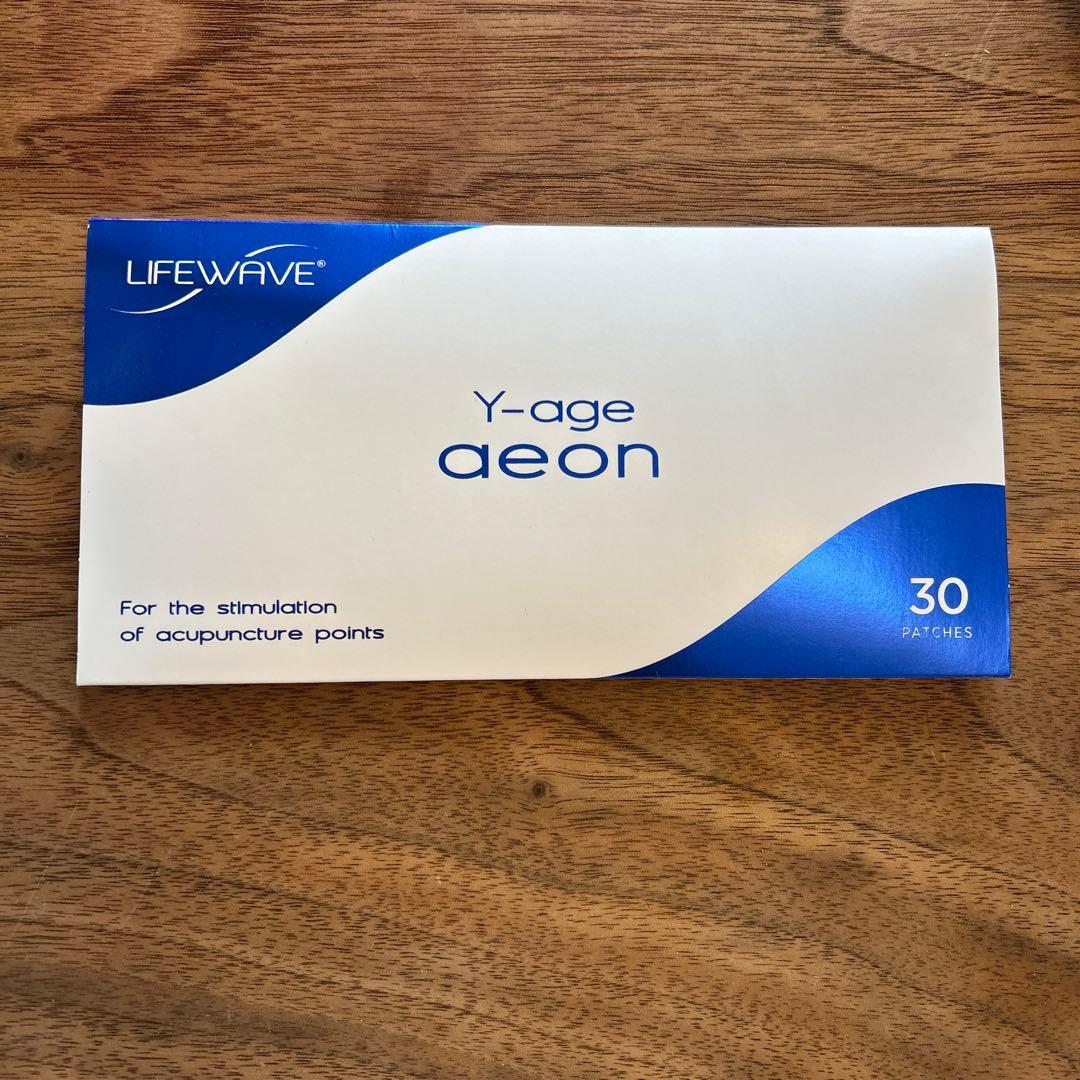 LIFEWAVE®
Y-age
aeon
For the stimulation
of acupuncture points
30
PATCHES